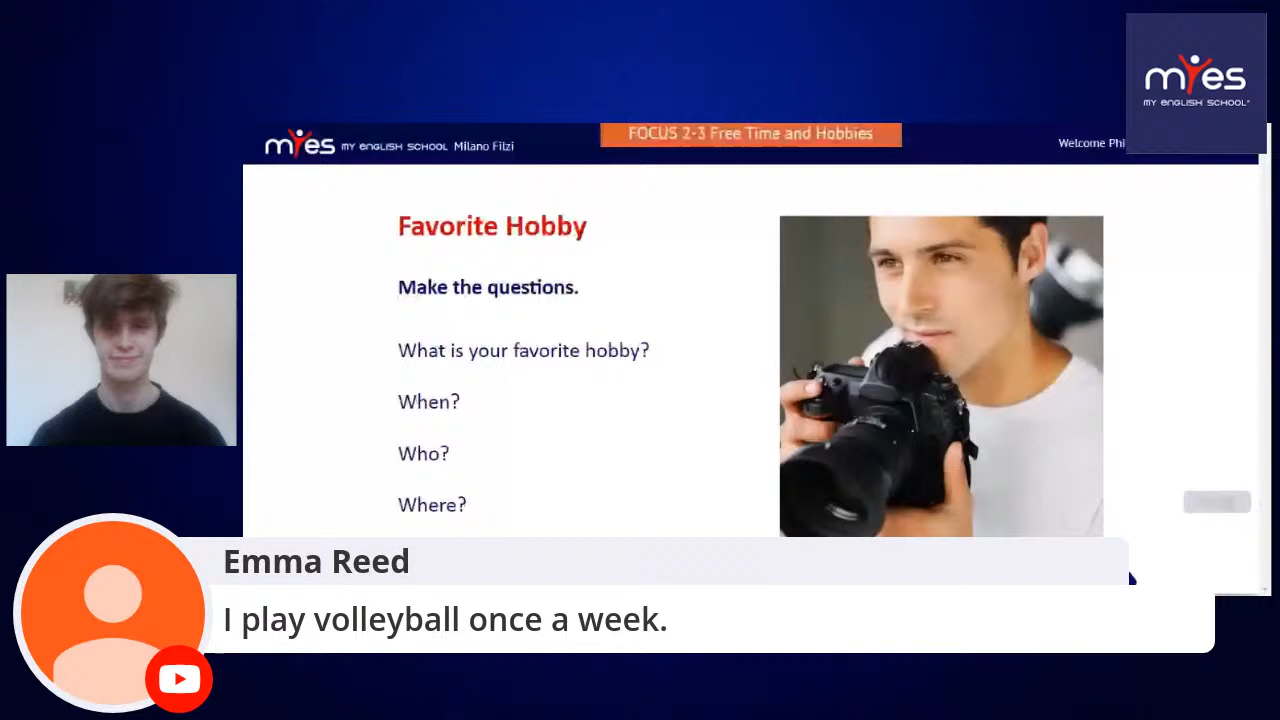 myes
MY ENGLISH SCHOOL
myes MY ENGLISH SCHOOL Milano Filzi
FOCUS 2-3 Free Time and Hobbies
Welcome Phi
Favorite Hobby
Make the questions.
What is your favorite hobby?
When?
Who?
Where?
Emma Reed
I play volleyball once a week.